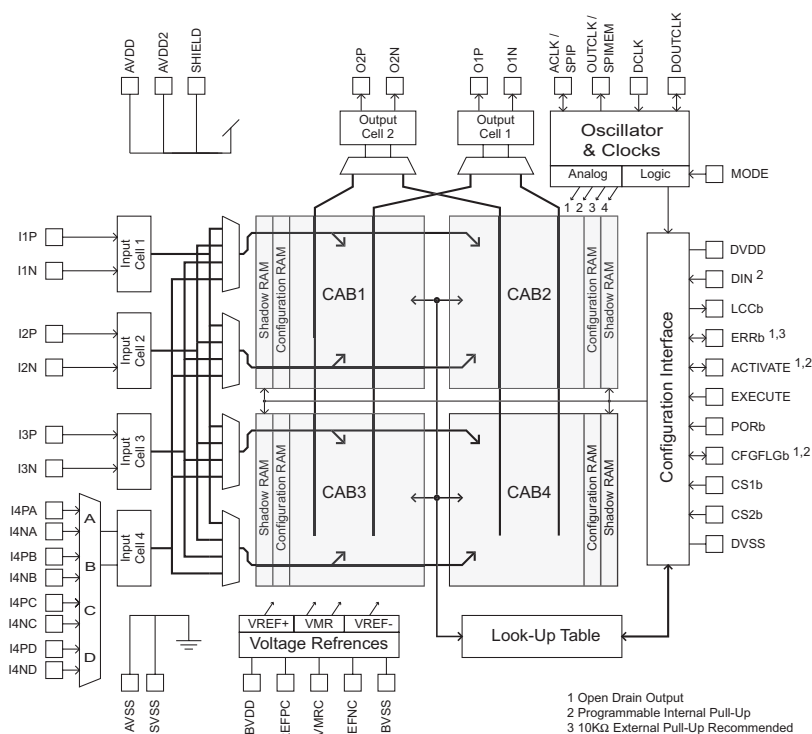 AVDD
AVDD2
SHIELD
O2P
O2N
O1P
O1N
ACLK /
SPIP
OUTCLK /
SPIMEM
DCLK
DOUTCLK
Output
Cell 2
Output
Cell 1
Oscillator
& Clocks
Analog
Logic
MODE
1 2 3 4
I1P
I1N
Input
Cell 1
I2P
I2N
Input
Cell 2
I3P
I3N
Input
Cell 3
I4PA
I4NA
I4PB
I4NB
I4PC
I4NC
I4PD
I4ND
A
B
C
D
Input
Cell 4
Shadow RAM
Configuration RAM
CAB1
CAB2
Configuration RAM
Shadow RAM
Shadow RAM
Configuration RAM
CAB3
CAB4
Configuration RAM
Shadow RAM
Configuration Interface
DVDD
DIN 2
LCCb
ERRb 1,3
ACTIVATE 1,2
EXECUTE
PORb
CFGFLGb 1,2
CS1b
CS2b
DVSS
VREF+
VMR
VREF-
Voltage Refrences
Look-Up Table
AVSS
SVSS
BVDD
EFPC
VMRC
EFNC
BVSS
1 Open Drain Output
2 Programmable Internal Pull-Up
3 10KΩ External Pull-Up Recommended